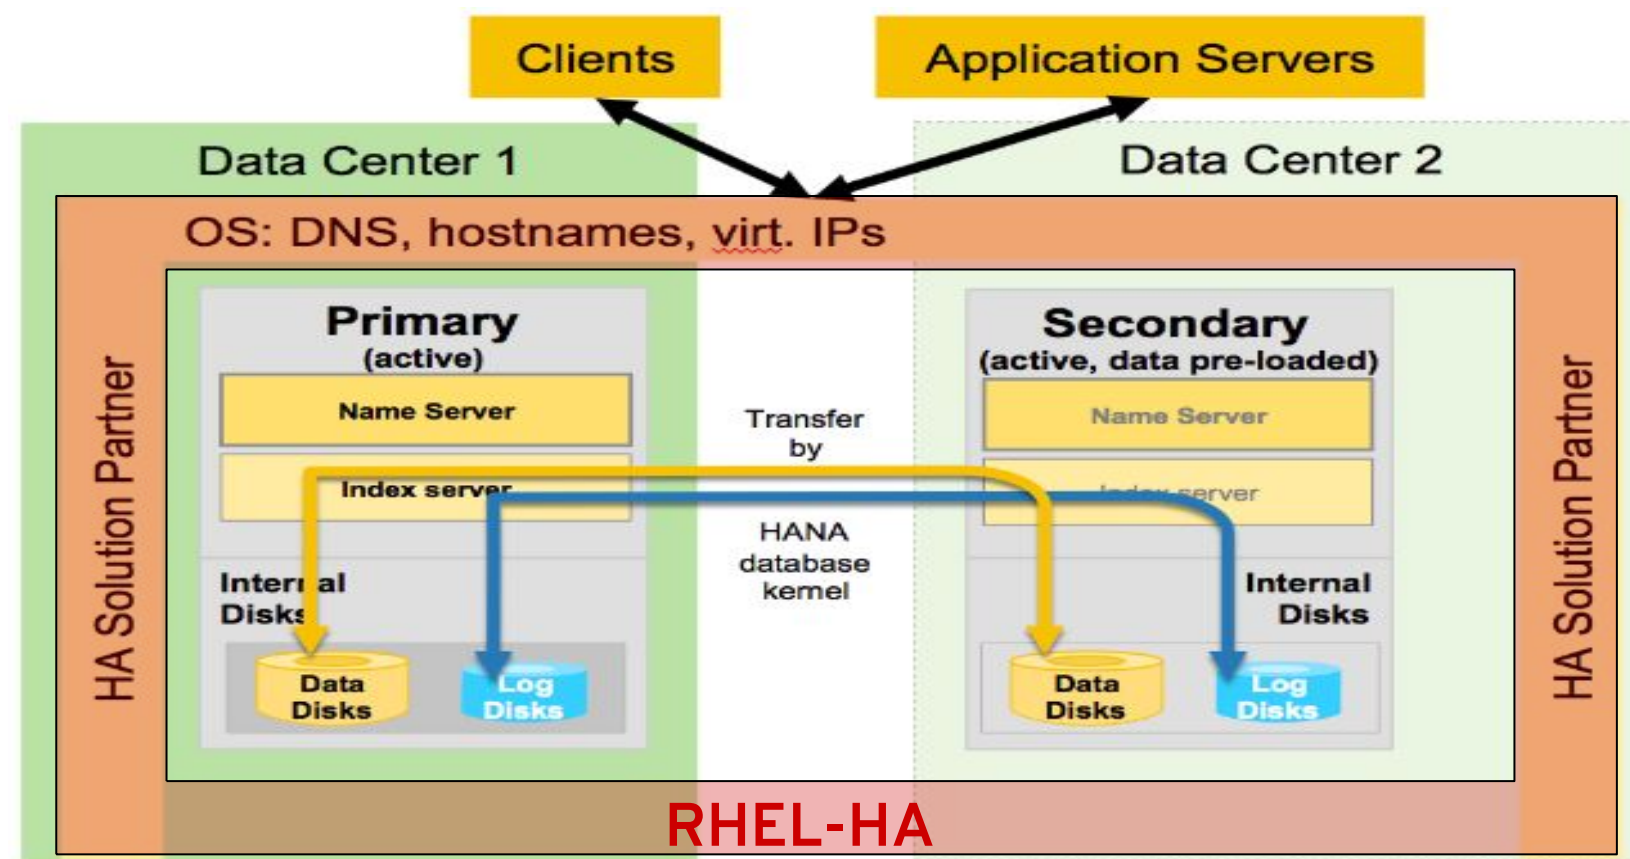 Clients
Application Servers
Data Center 1
Data Center 2
OS: DNS, hostnames, virt. IPs
HA Solution Partner
Primary
(active)
Name Server
Index server
Internal
Disks
Data
Disks
Log
Disks
Transfer
by
HANA
database
kernel
Secondary
(active, data pre-loaded)
Name Server
Index server
Internal
Disks
Data
Disks
Log
Disks
HA Solution Partner
RHEL-HA